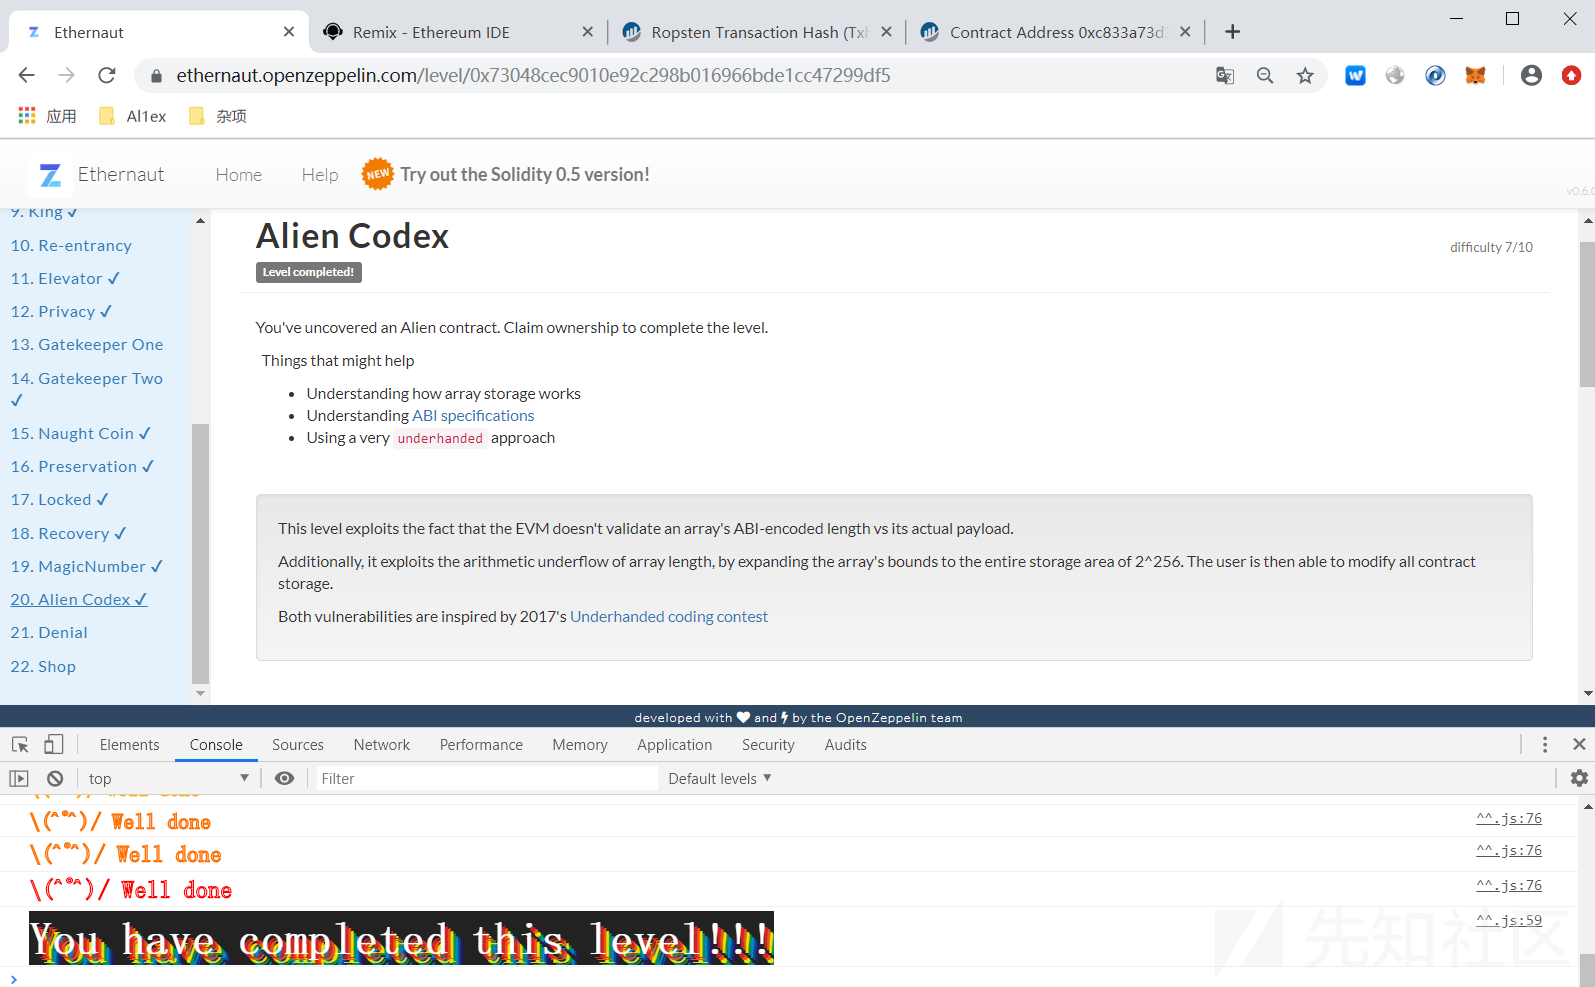 Ethernaut
Remix - Ethereum IDE
Ropsten Transaction Hash (Txh
Contract Address 0xc833a73d3
ethernaut.openzeppelin.com/level/0x73048cec9010e92c298b016966bde1cc47299df5
应用
Al1ex
杂项
Ethernaut
Home
Help
NEW
Try out the Solidity 0.5 version!
v0.6.0
9. King ✓
10. Re-entrancy
11. Elevator ✓
12. Privacy ✓
13. Gatekeeper One
14. Gatekeeper Two
✓
15. Naught Coin ✓
16. Preservation ✓
17. Locked ✓
18. Recovery ✓
19. MagicNumber ✓
20. Alien Codex ✓
21. Denial
22. Shop
Alien Codex
difficulty 7/10
Level completed!
You've uncovered an Alien contract. Claim ownership to complete the level.
Things that might help
• Understanding how array storage works
• Understanding ABI specifications
• Using a very underhanded approach
This level exploits the fact that the EVM doesn't validate an array's ABI-encoded length vs its actual payload.
Additionally, it exploits the arithmetic underflow of array length, by expanding the array's bounds to the entire storage area of 2^256. The user is then able to modify all contract
storage.
Both vulnerabilities are inspired by 2017's Underhanded coding contest
developed with ♥ and ⚡ by the OpenZeppelin team
Elements Console Sources Network Performance Memory Application Security Audits
top
Filter
Default levels ▼
\(^°^)/ Well done ^^.js:76
\(^°^)/ Well done ^^.js:76
\(^°^)/ Well done ^^.js:76
You have completed this level!!! ^^.js:59
先知社区